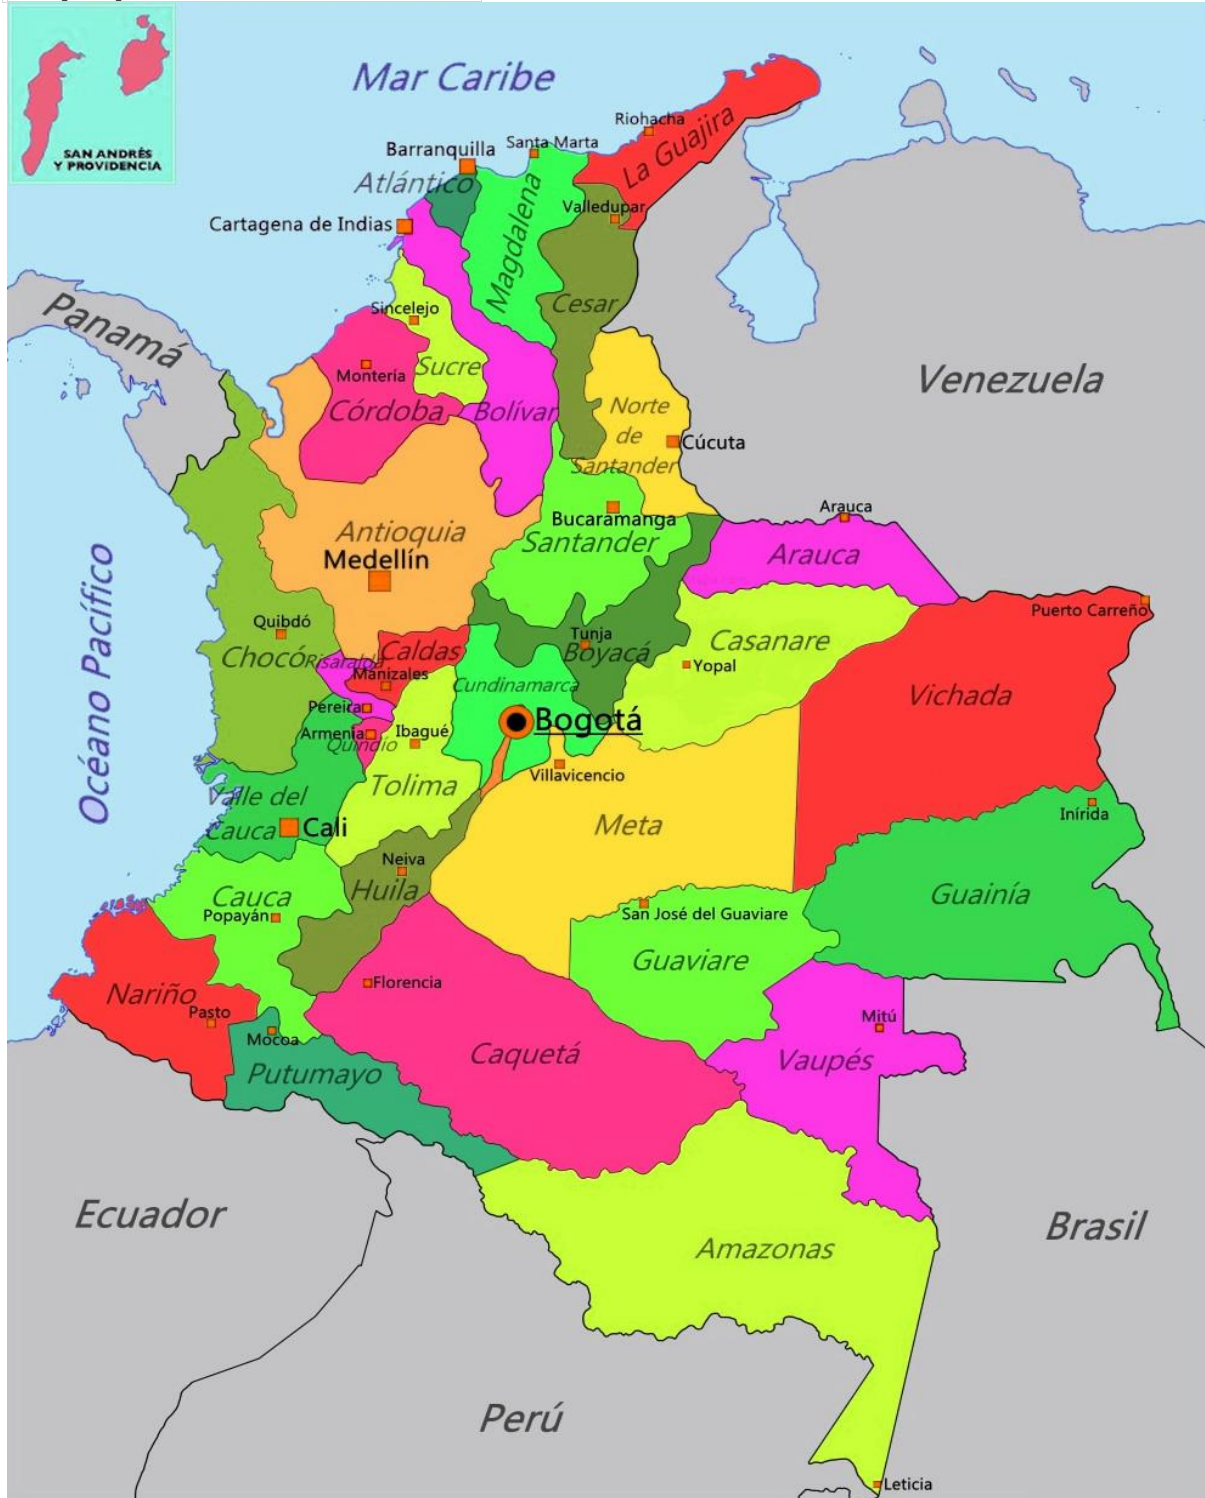 SAN ANDRÉS
Y PROVIDENCIA
Mar Caribe
Riohacha
Santa Marta
Barranquilla
La Guajira
Atlántico
Magdalena
Valledupar
Cartagena de Indias
Cesar
Sincelejo
Panamá
Montería
Sucre
Venezuela
Córdoba
Bolívar
Norte
de
Santander
Cúcuta
Arauca
Bucaramanga
Santander
Antioquia
Medellín
Arauca
Océano Pacífico
Puerto Carreño
Quibdó
Chocó
Risaralda
Caldas
Manizales
Tunja
Boyacá
Casanare
Yopal
Cundinamarca
Vichada
Pereira
Armenia
Quindío
Ibagué
Bogotá
Tolima
Villavicencio
Valle del
Cauca
Cali
Meta
Inírida
Neiva
Huila
Cauca
Popayán
San José del Guaviare
Guainía
Guaviare
Florencia
Nariño
Pasto
Mocoa
Putumayo
Caquetá
Mitú
Vaupés
Ecuador
Amazonas
Brasil
Perú
Leticia